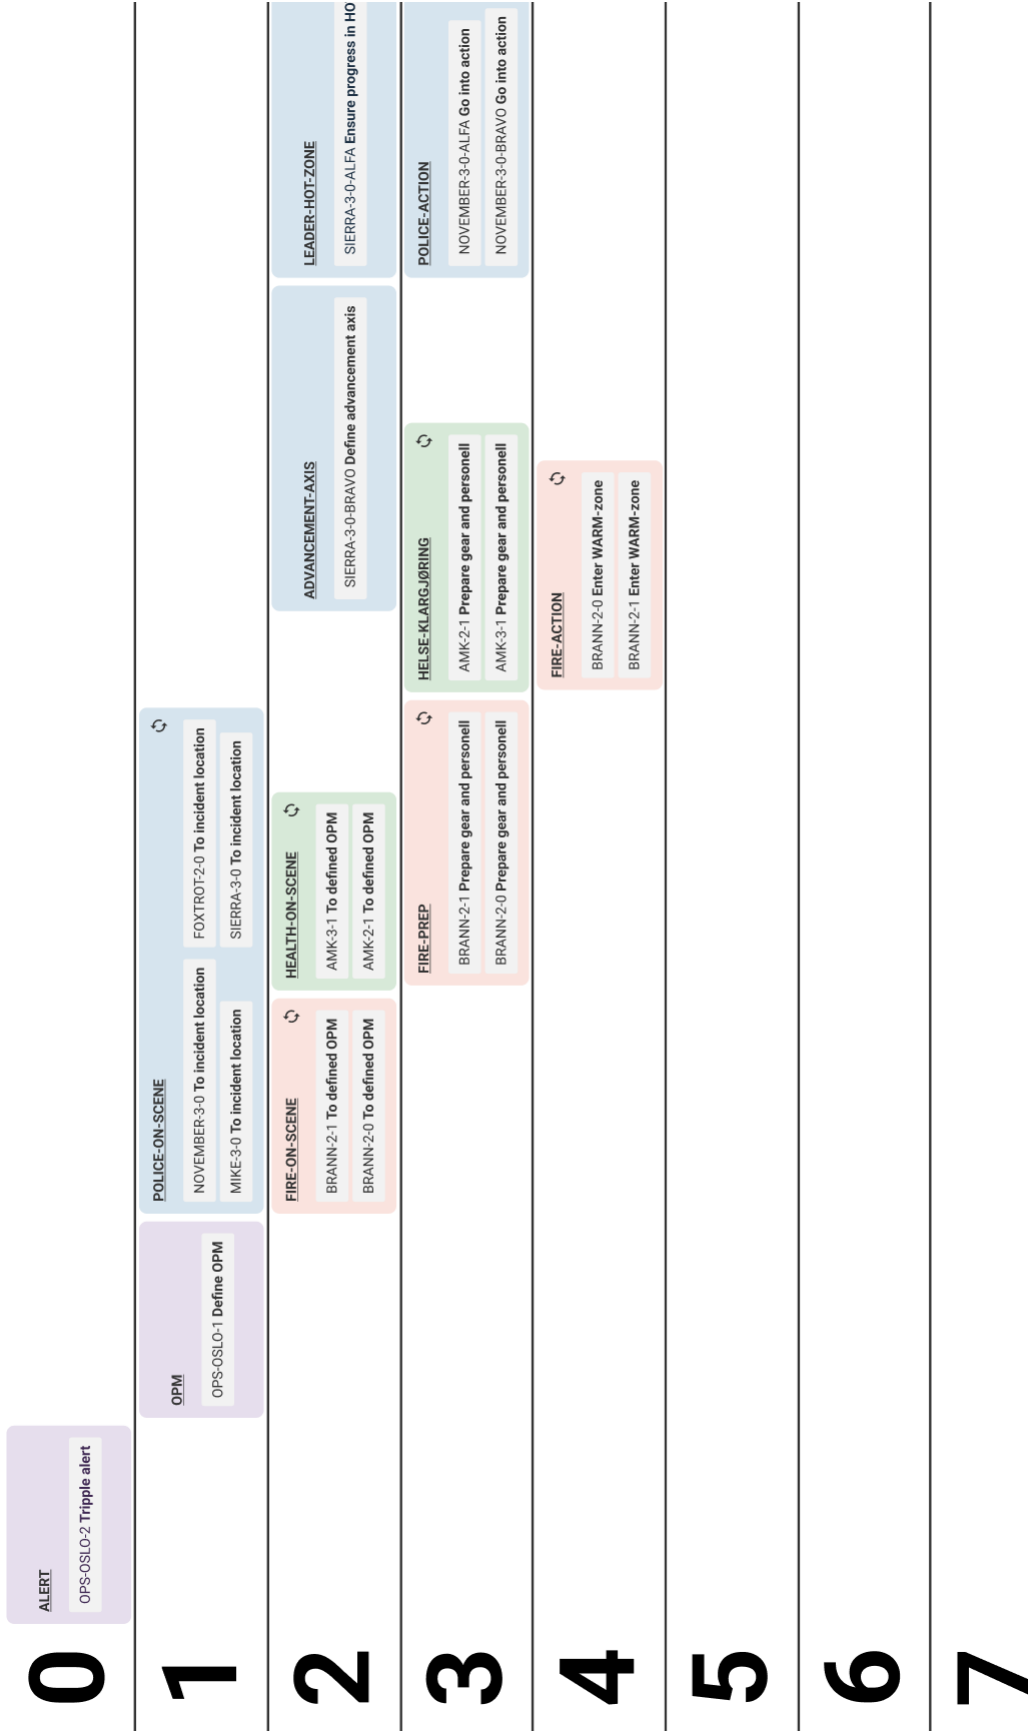 0
ALERT
OPS-OSLO-2 Tripple alert
1
OPM
OPS-OSLO-1 Define OPM
POLICE-ON-SCENE
NOVEMBER-3-0 To incident location
FOXTROT-2-0 To incident location
MIKE-3-0 To incident location
SIERRA-3-0 To incident location
2
FIRE-ON-SCENE
BRANN-2-1 To defined OPM
BRANN-2-0 To defined OPM
HEALTH-ON-SCENE
AMK-3-1 To defined OPM
AMK-2-1 To defined OPM
ADVANCEMENT-AXIS
SIERRA-3-0-BRAVO Define advancement axis
LEADER-HOT-ZONE
SIERRA-3-0-ALFA Ensure progress in HO
3
FIRE-PREP
BRANN-2-1 Prepare gear and personell
BRANN-2-0 Prepare gear and personell
HELSE-KLARGJØRING
AMK-2-1 Prepare gear and personell
AMK-3-1 Prepare gear and personell
POLICE-ACTION
NOVEMBER-3-0-ALFA Go into action
NOVEMBER-3-0-BRAVO Go into action
4
FIRE-ACTION
BRANN-2-0 Enter WARM-zone
BRANN-2-1 Enter WARM-zone
5
6
7